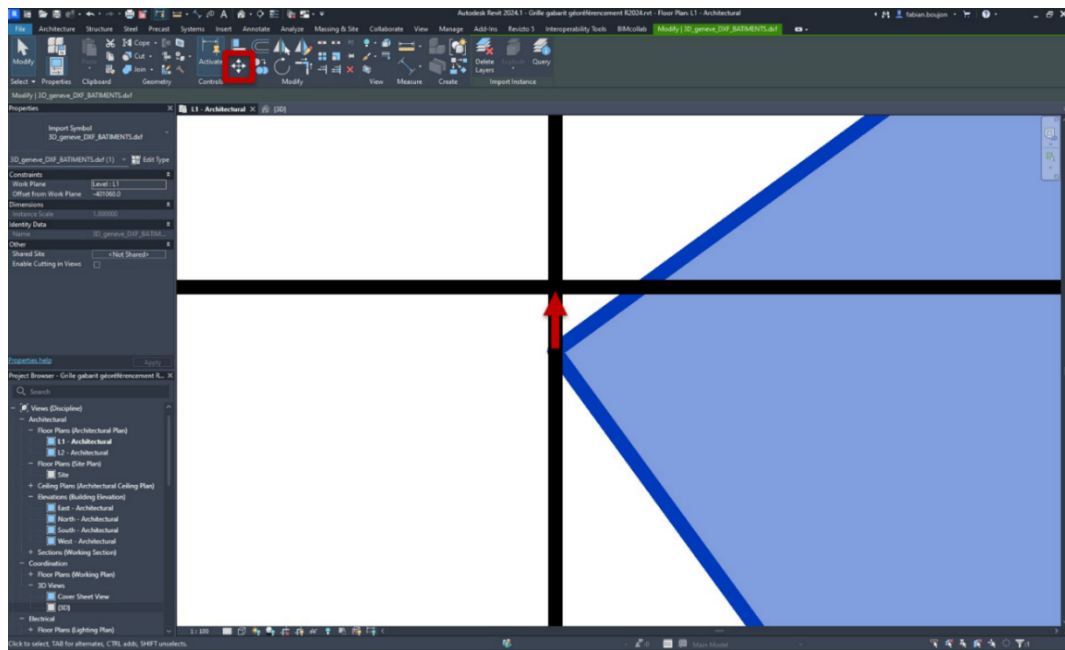 Autodesk Revit 2024.1 - Grille gabarit géoréférencement R2024.rvt - Floor Plan: L1 - Architectural
fabian.boujon
File Architecture Structure Steel Precast Systems Insert Annotate Analyze Massing & Site Collaborate View Manage Add-Ins Revizto 5 Interoperability Tools BIMcollab Modify | 3D_geneve_DXF_BATIMENTS.dxf
Modify Paste Cope Cut Join Activate Delete Layers Explode Query
Select Properties Clipboard Geometry Controls Modify View Measure Create Import Instance
Modify | 3D_geneve_DXF_BATIMENTS.dxf
Properties
L1 - Architectural
{3D}
Import Symbol
3D_geneve_DXF_BATIMENTS.dxf
3D_geneve_DXF_BATIMENTS.dxf (1) Edit Type
Constraints
Work Plane Level : L1
Offset from Work Plane -401060.0
Dimensions
Instance Scale 1.000000
Identity Data
Name 3D_geneve_DXF_BATIM...
Other
Shared Site <Not Shared>
Enable Cutting in Views
Properties help Apply
Project Browser - Grille gabarit géoréférencement R...
Search
Views (Discipline)
Architectural
Floor Plans (Architectural Plan)
L1 - Architectural
L2 - Architectural
Floor Plans (Site Plan)
Site
Ceiling Plans (Architectural Ceiling Plan)
Elevations (Building Elevation)
East - Architectural
North - Architectural
South - Architectural
West - Architectural
Sections (Working Section)
Coordination
Floor Plans (Working Plan)
3D Views
Cover Sheet View
{3D}
Electrical
Floor Plans (Lighting Plan)
1 : 100
Click to select, TAB for alternates, CTRL adds, SHIFT unselects.
:0
Main Model
:1